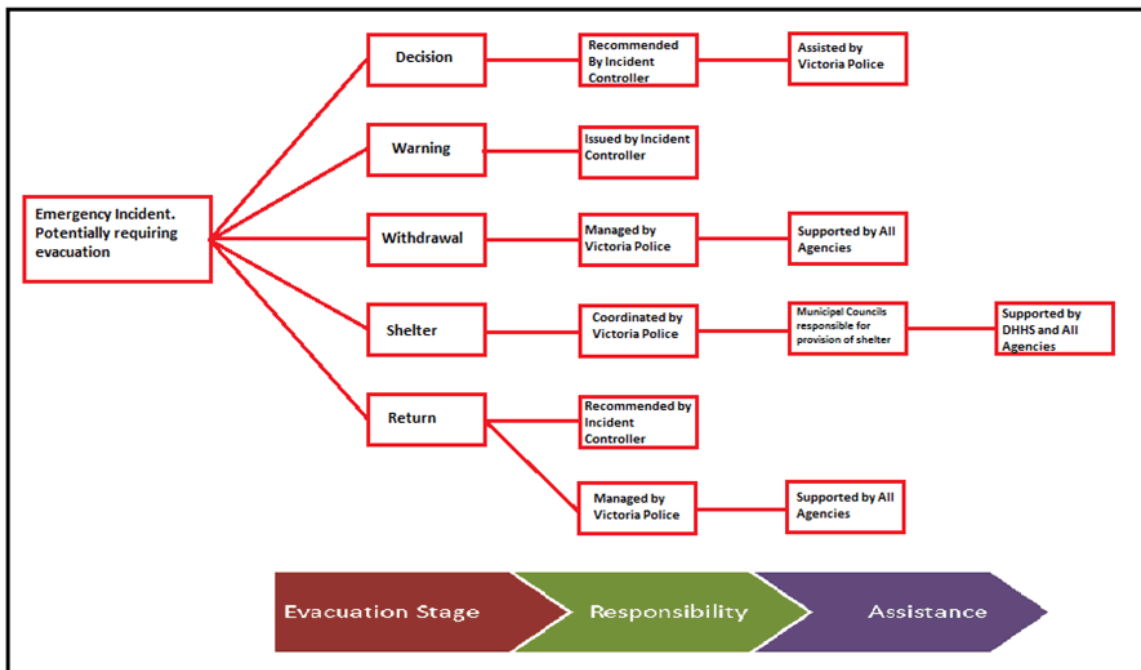 Decision
Recommended
By Incident
Controller
Assisted by
Victoria Police
Warning
Issued by Incident
Controller
Emergency Incident.
Potentially requiring
evacuation
Withdrawal
Managed by
Victoria Police
Supported by All
Agencies
Shelter
Coordinated by
Victoria Police
Municipal Councils
responsible for
provision of shelter
Supported by
DHHS and All
Agencies
Return
Recommended by
Incident
Controller
Managed by
Victoria Police
Supported by All
Agencies
Evacuation Stage
Responsibility
Assistance